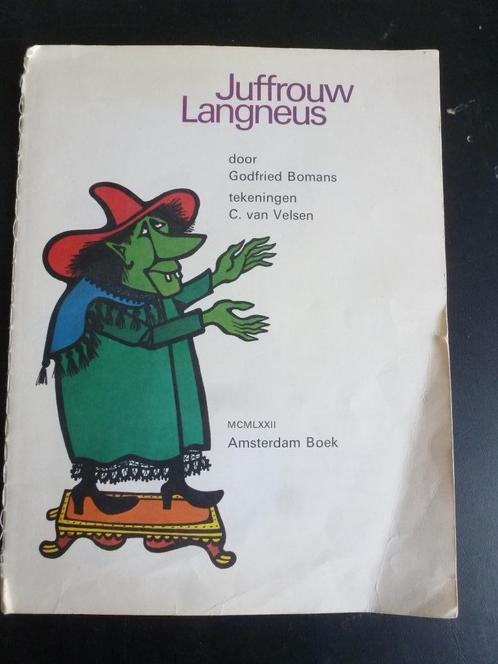 Juffrouw
Langneus
door
Godfried Bomans
tekeningen
C. van Velsen
MCMLXXII
Amsterdam Boek